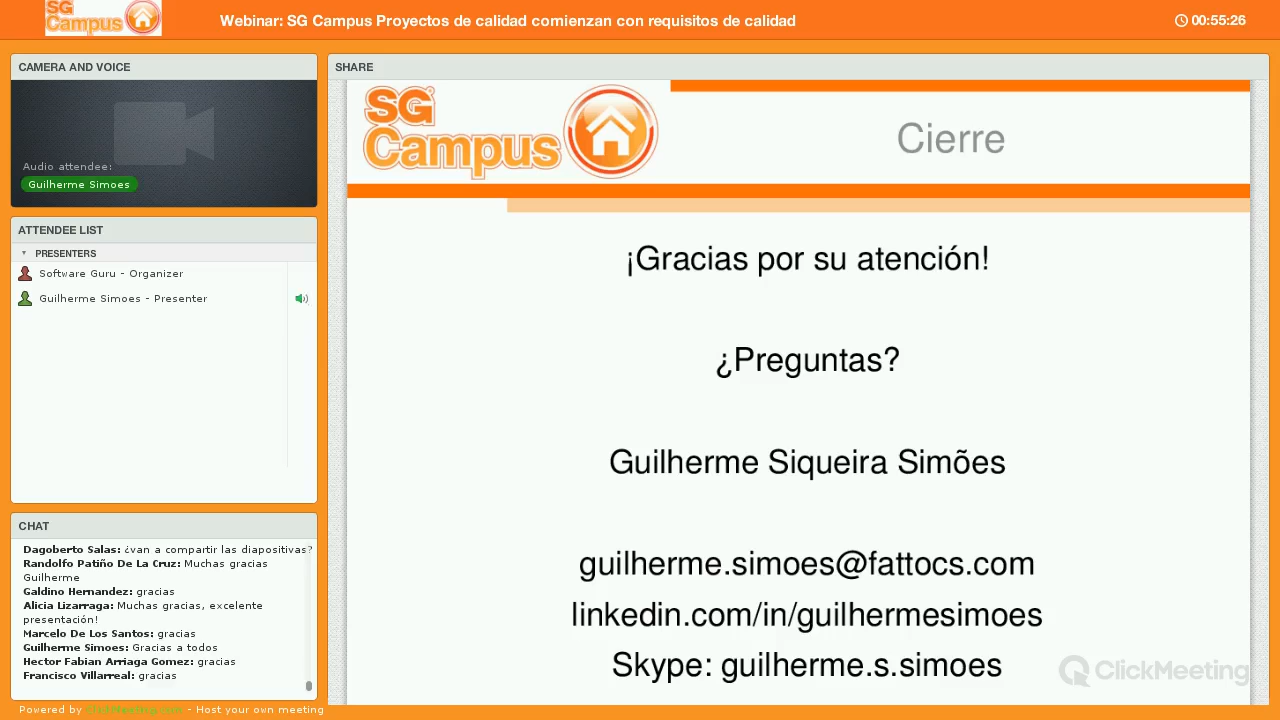 SG Campus
Webinar: SG Campus Proyectos de calidad comienzan con requisitos de calidad
00:55:26
CAMERA AND VOICE
Audio attendee:
Guilherme Simoes
ATTENDEE LIST
PRESENTERS
Software Guru - Organizer
Guilherme Simoes - Presenter
CHAT
Dagoberto Salas: ¿van a compartir las diapositivas?
Randolfo Patiño De La Cruz: Muchas gracias
Guilherme
Galdino Hernandez: gracias
Alicia Lizarraga: Muchas gracias, excelente
presentación!
Marcelo De Los Santos: gracias
Guilherme Simoes: Gracias a todos
Hector Fabian Arriaga Gomez: gracias
Francisco Villarreal: gracias
Powered by ClickMeeting.com - Host your own meeting
SHARE
SG
Campus
Cierre
¡Gracias por su atención!
¿Preguntas?
Guilherme Siqueira Simões
guilherme.simoes@fattocs.com
linkedin.com/in/guilhermesimoes
Skype: guilherme.s.simoes
ClickMeeting